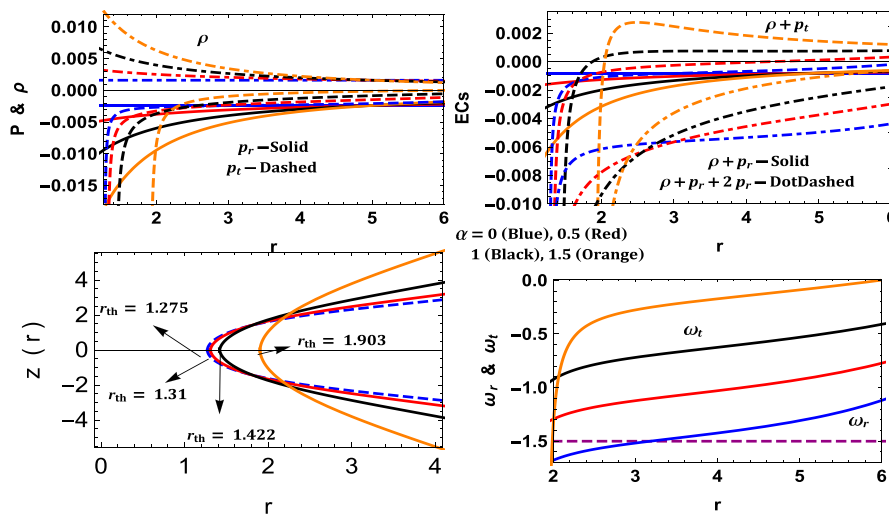 0.010
0.005
0.000
−0.005
−0.010
−0.015
P & ρ
ρ
p_r −Solid
p_t −Dashed
2 3 4 5 6
r
0.002
0.000
−0.002
−0.004
−0.006
−0.008
−0.010
ECs
ρ + p_t
ρ + p_r −Solid
ρ + p_r + 2 p_r −DotDashed
2 3 4 5 6
r
α = 0 (Blue), 0.5 (Red)
1 (Black), 1.5 (Orange)
4
2
0
−2
−4
z (r)
r_th = 1.275
r_th = 1.903
r_th = 1.31
r_th = 1.422
0 1 2 3 4
r
0.0
−0.5
−1.0
−1.5
ω_r & ω_t
ω_t
ω_r
2 3 4 5 6
r